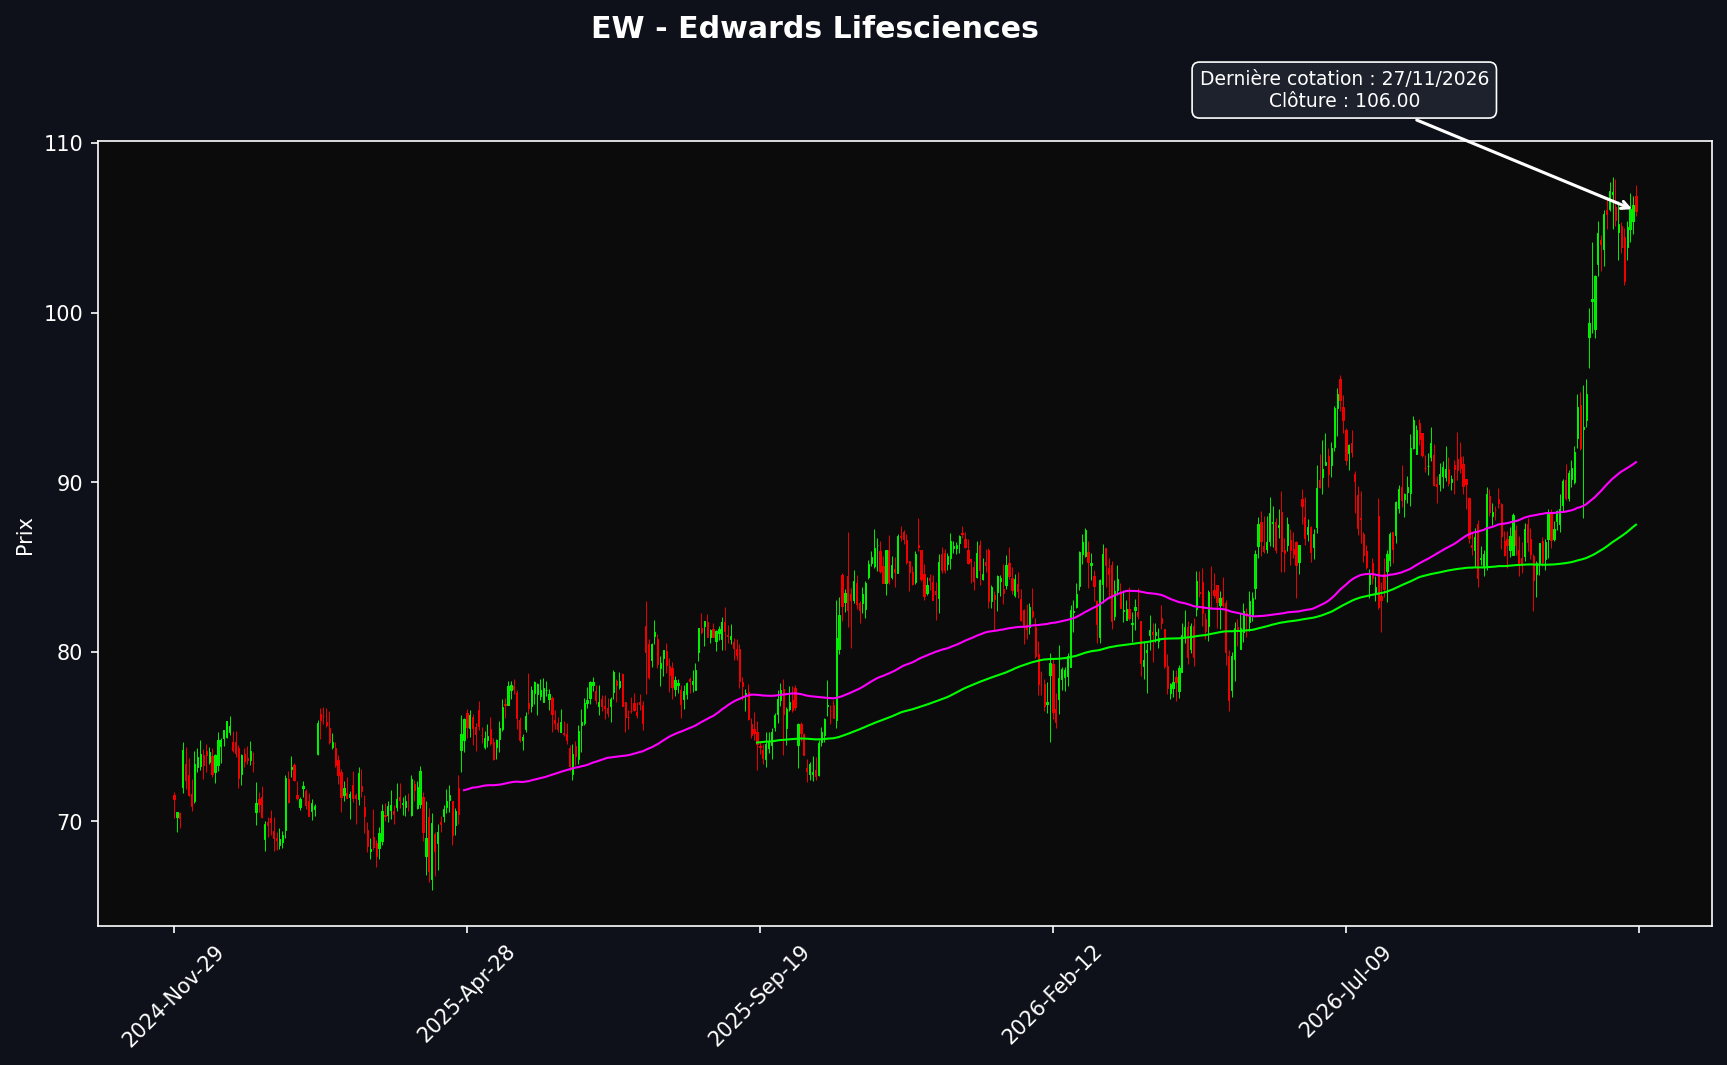 EW - Edwards Lifesciences
Dernière cotation : 27/11/2026
Clôture : 106.00
110
100
90
80
70
Prix
2024-Nov-29
2025-Apr-28
2025-Sep-19
2026-Feb-12
2026-Jul-09